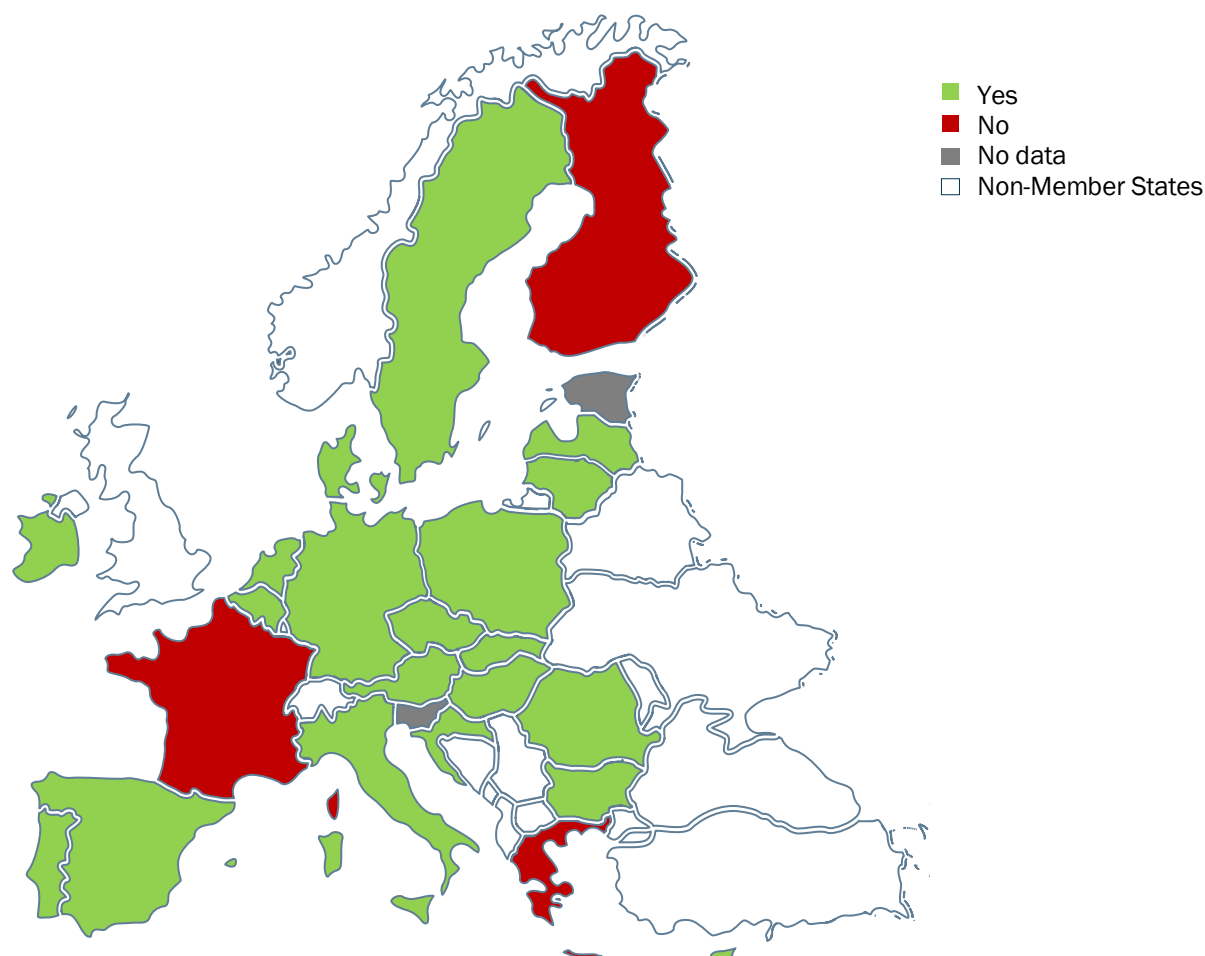 Yes
No
No data
Non-Member States